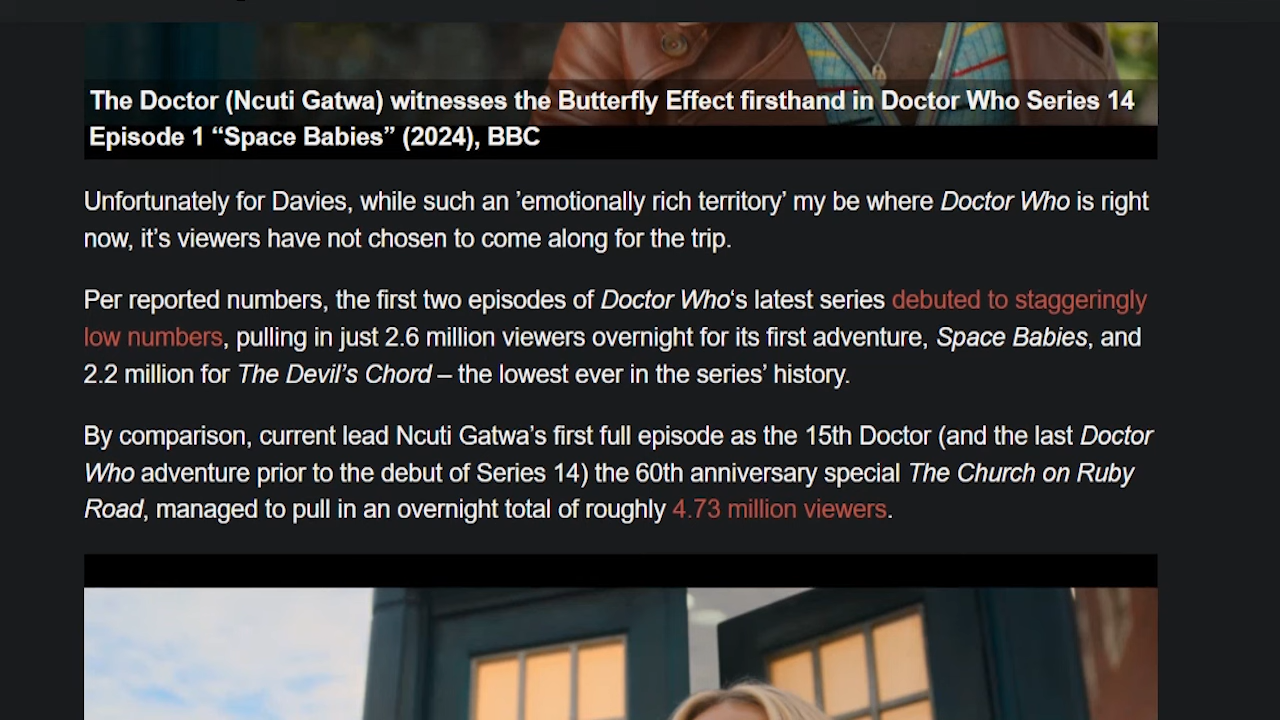 The Doctor (Ncuti Gatwa) witnesses the Butterfly Effect firsthand in Doctor Who Series 14
Episode 1 “Space Babies” (2024), BBC
Unfortunately for Davies, while such an ’emotionally rich territory’ my be where Doctor Who is right
now, it’s viewers have not chosen to come along for the trip.
Per reported numbers, the first two episodes of Doctor Who‘s latest series debuted to staggeringly
low numbers, pulling in just 2.6 million viewers overnight for its first adventure, Space Babies, and
2.2 million for The Devil’s Chord – the lowest ever in the series’ history.
By comparison, current lead Ncuti Gatwa’s first full episode as the 15th Doctor (and the last Doctor
Who adventure prior to the debut of Series 14) the 60th anniversary special The Church on Ruby
Road, managed to pull in an overnight total of roughly 4.73 million viewers.